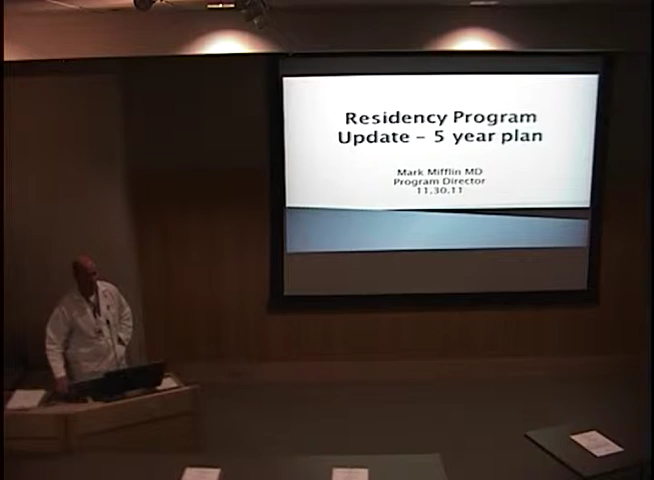 Residency Program
Update – 5 year plan
Mark Mifflin MD
Program Director
11.30.11